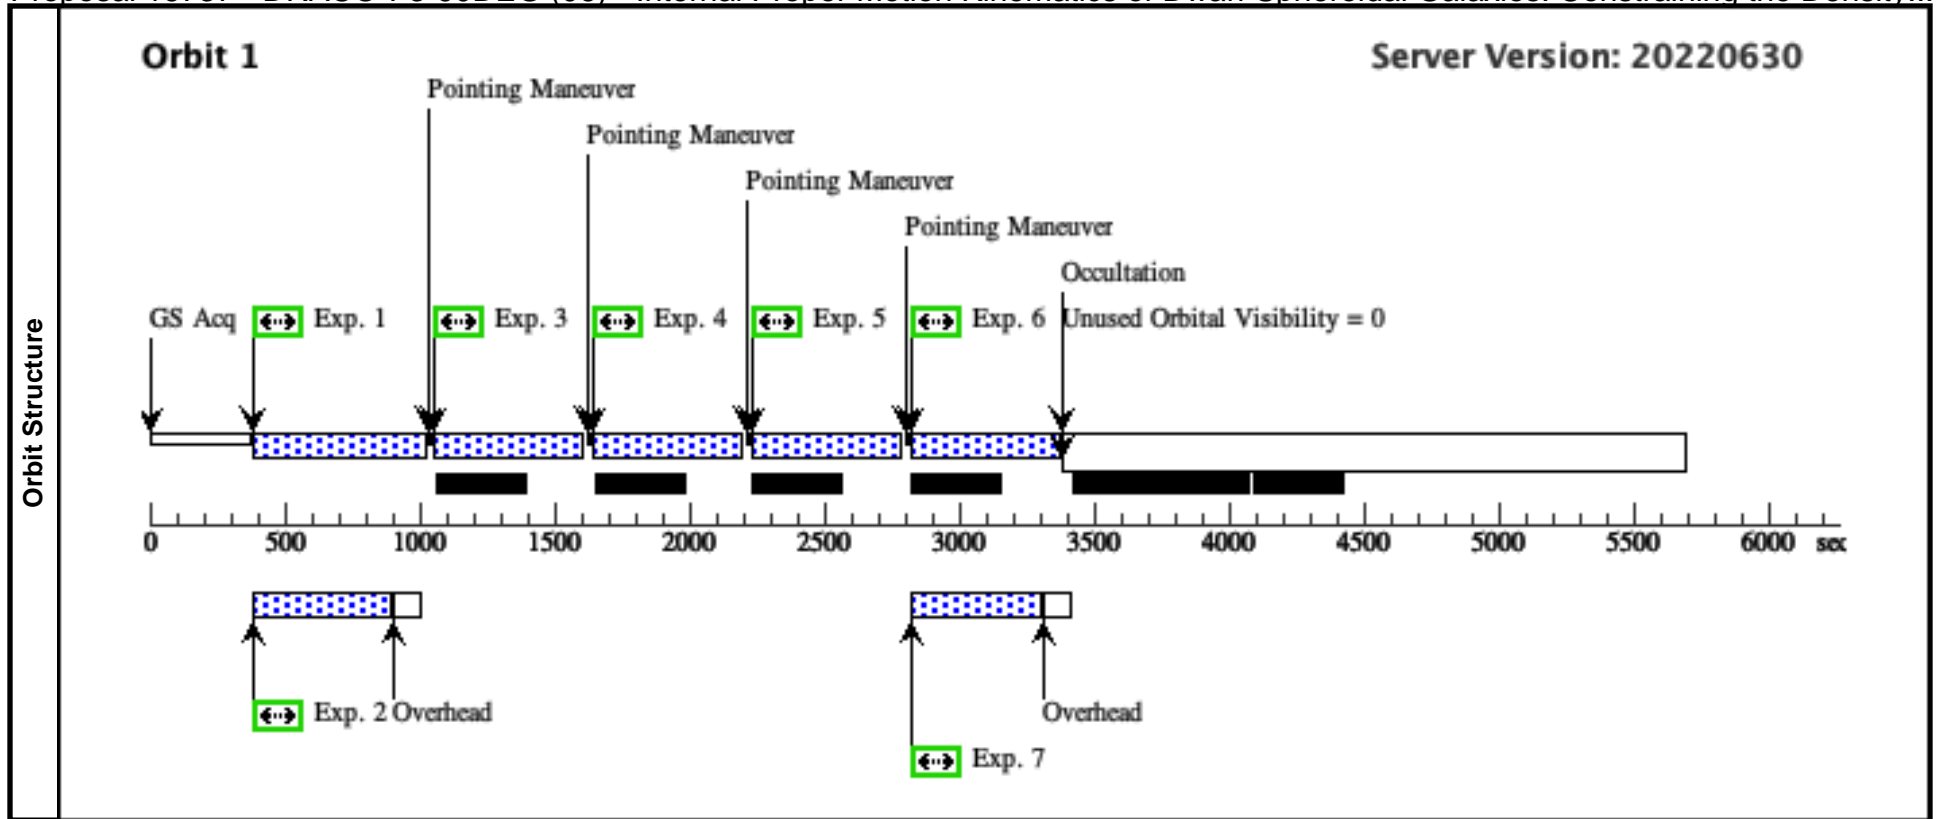 Orbit 1
Server Version: 20220630
Pointing Maneuver
Pointing Maneuver
Pointing Maneuver
Pointing Maneuver
Occultation
GS Acq Exp. 1 Exp. 3 Exp. 4 Exp. 5 Exp. 6 Unused Orbital Visibility = 0
Orbit Structure
0 500 1000 1500 2000 2500 3000 3500 4000 4500 5000 5500 6000 sec
Exp. 2 Overhead Overhead
Exp. 7